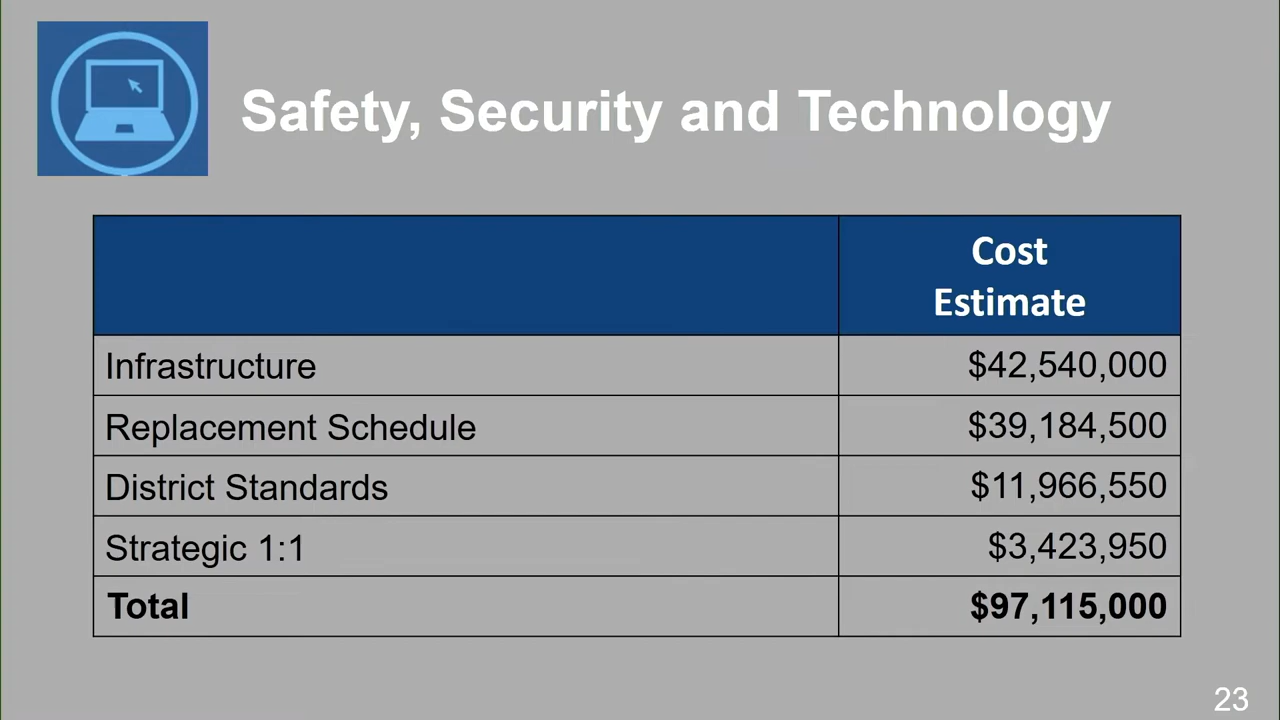 Safety, Security and Technology
Cost
Estimate
Infrastructure $42,540,000
Replacement Schedule $39,184,500
District Standards $11,966,550
Strategic 1:1 $3,423,950
Total $97,115,000
23